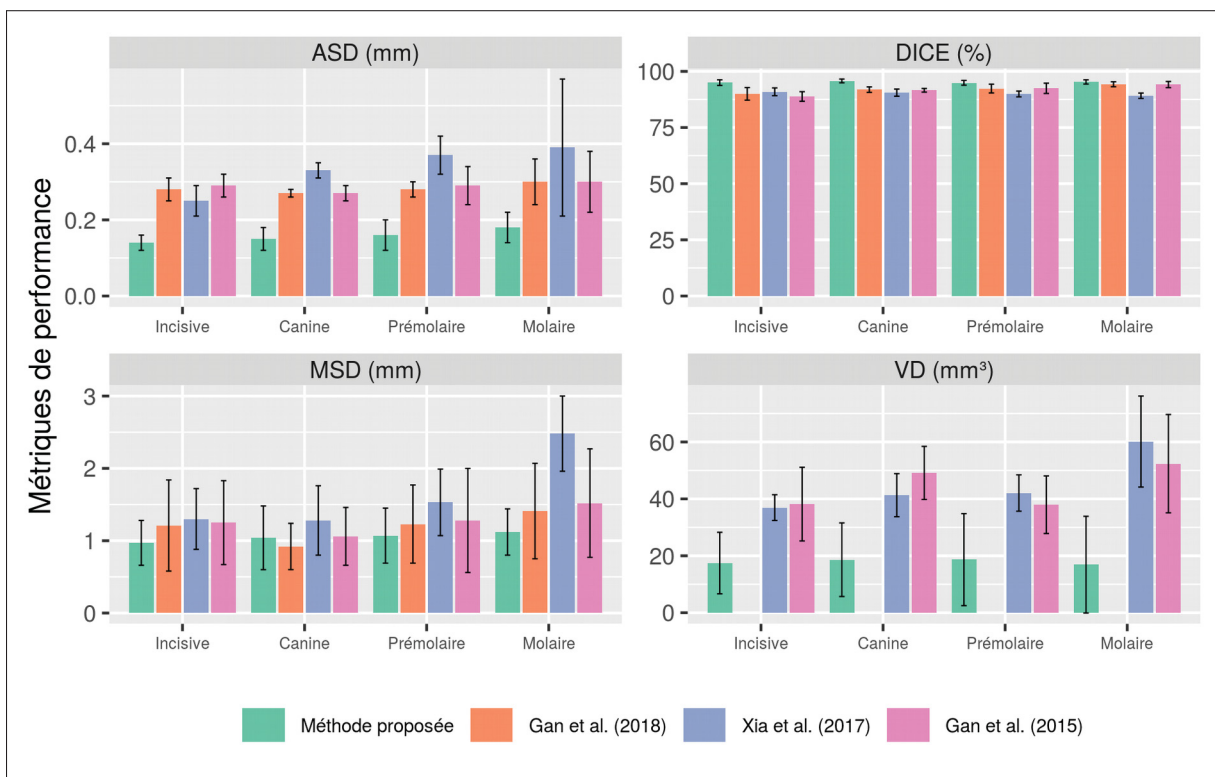 ASD (mm)
DICE (%)
0.4
0.2
0.0
100
75
50
25
0
Incisive Canine Prémolaire Molaire
Incisive Canine Prémolaire Molaire
Métriques de performance
MSD (mm)
VD (mm³)
3
2
1
0
60
40
20
0
Incisive Canine Prémolaire Molaire
Incisive Canine Prémolaire Molaire
Méthode proposée Gan et al. (2018) Xia et al. (2017) Gan et al. (2015)